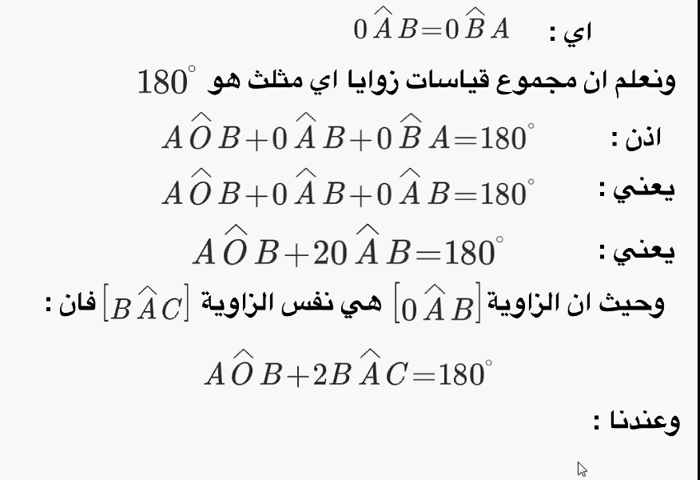 اي : 0ÂB=0B̂A
ونعلم ان مجموع قياسات زوايا اي مثلث هو 180°
اذن : AÔB+0ÂB+0B̂A=180°
يعني : AÔB+0ÂB+0ÂB=180°
يعني : AÔB+20ÂB=180°
وحيث ان الزاوية [0ÂB] هي نفس الزاوية [BÂC] فان :
AÔB+2BÂC=180°
وعندنا :